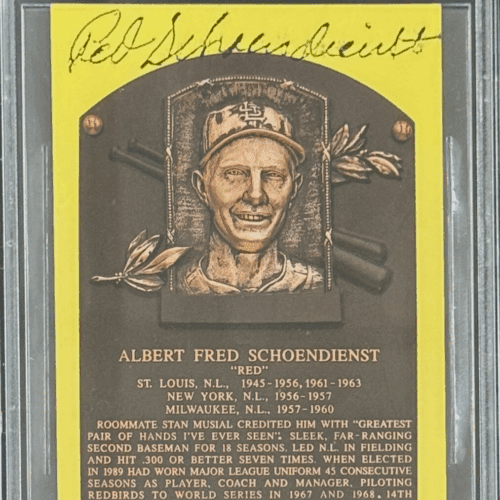 Red Schoendienst
StL
ALBERT FRED SCHOENDIENST
"RED"
ST. LOUIS, N.L., 1945-1956, 1961-1963
NEW YORK, N.L., 1956-1957
MILWAUKEE, N.L., 1957-1960
ROOMMATE STAN MUSIAL CREDITED HIM WITH "GREATEST
PAIR OF HANDS I'VE EVER SEEN". SLEEK, FAR-RANGING
SECOND BASEMAN FOR 18 SEASONS. LED N.L. IN FIELDING
AND HIT .300 OR BETTER SEVEN TIMES. WHEN ELECTED
IN 1989 HAD WORN MAJOR LEAGUE UNIFORM 45 CONSECUTIVE
SEASONS AS PLAYER, COACH AND MANAGER, PILOTING
REDBIRDS TO WORLD SERIES IN 1967 AND 1968.